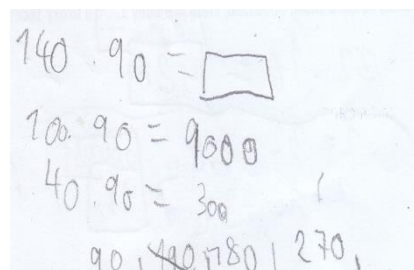 140 · 90 = 
100 · 90 = 9000
40 · 90 = 300
90, 180, 270,